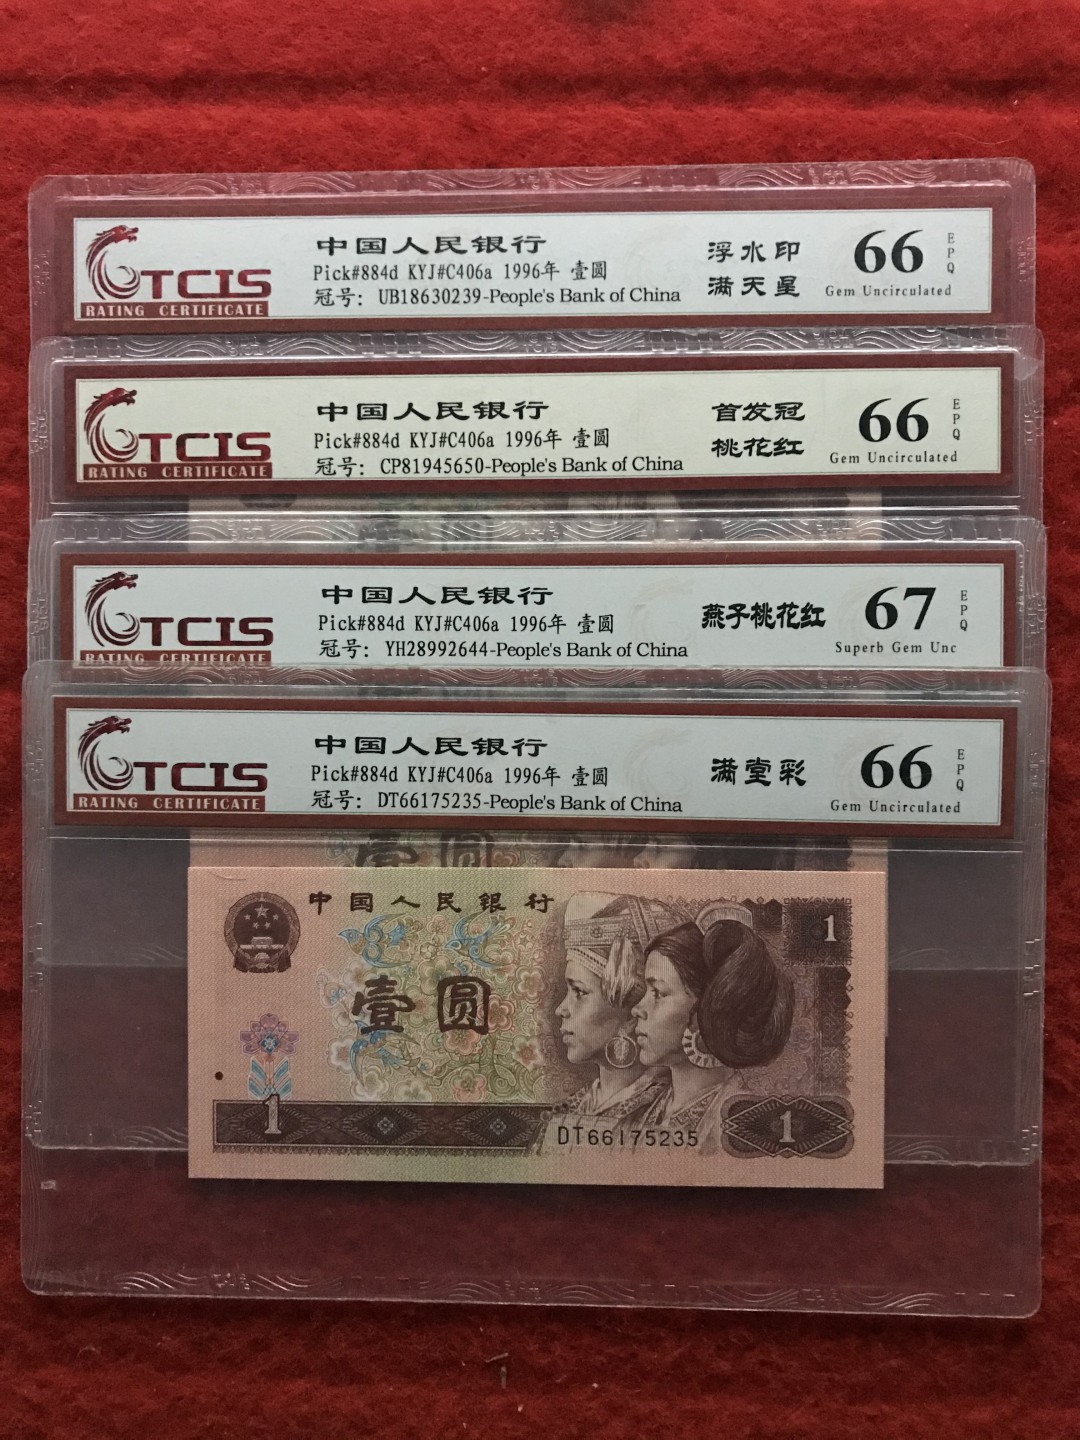 TCIS
RATING CERTIFICATE
中国人民银行
Pick#884d KYJ#C406a 1996年 壹圆
冠号: UB18630239-People's Bank of China
浮水印
满天星
66
EPQ
Gem Uncirculated
TCIS
RATING CERTIFICATE
中国人民银行
Pick#884d KYJ#C406a 1996年 壹圆
冠号: CP81945650-People's Bank of China
首发冠
桃花红
66
EPQ
Gem Uncirculated
TCIS
RATING CERTIFICATE
中国人民银行
Pick#884d KYJ#C406a 1996年 壹圆
冠号: YH28992644-People's Bank of China
燕子桃花红
67
EPQ
Superb Gem Unc
TCIS
RATING CERTIFICATE
中国人民银行
Pick#884d KYJ#C406a 1996年 壹圆
冠号: DT66175235-People's Bank of China
满堂彩
66
EPQ
Gem Uncirculated
壹圆
中国人民银行
1
壹圆
1
DT66175235
1